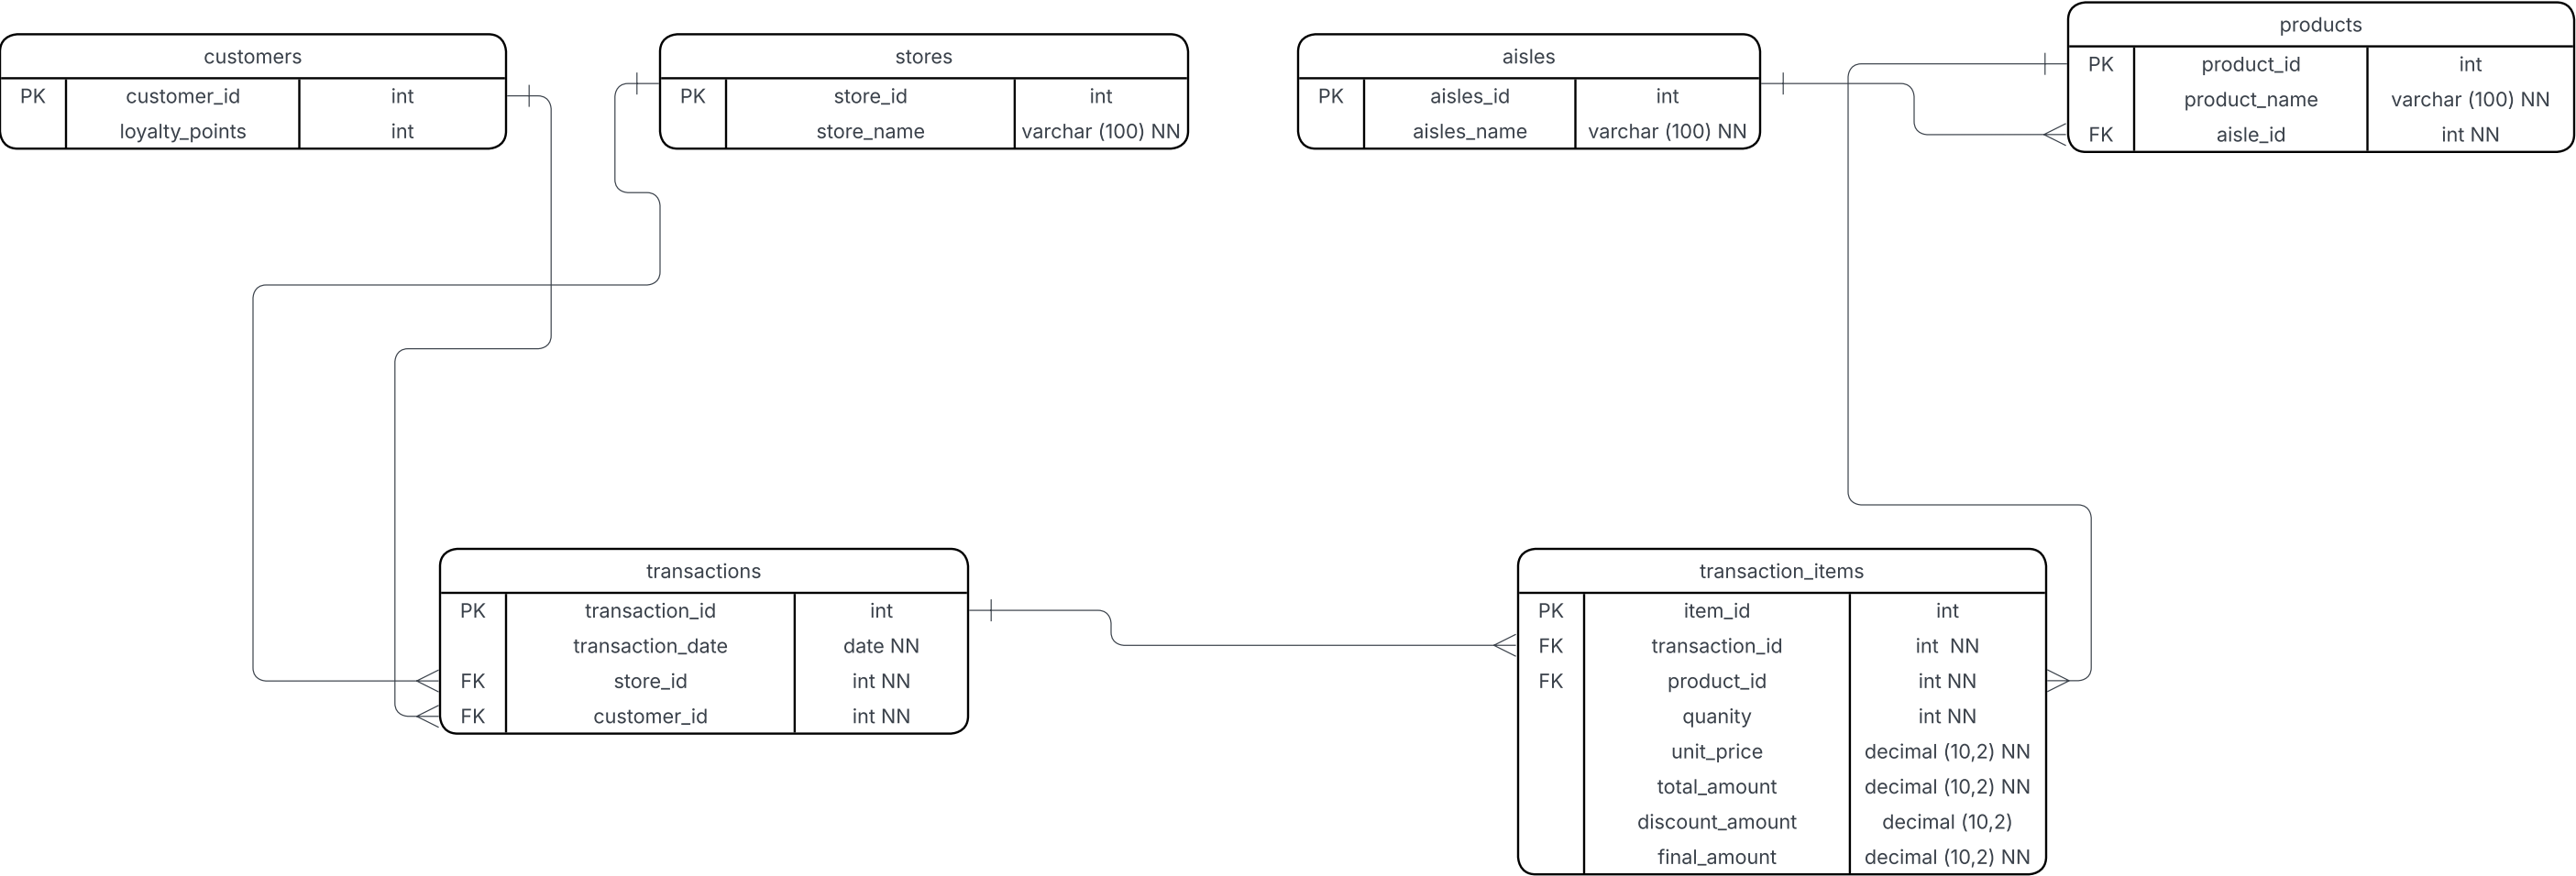 customers
PK customer_id int
loyalty_points int
stores
PK store_id int
store_name varchar (100) NN
aisles
PK aisles_id int
aisles_name varchar (100) NN
products
PK product_id int
product_name varchar (100) NN
FK aisle_id int NN
transactions
PK transaction_id int
transaction_date date NN
FK store_id int NN
FK customer_id int NN
transaction_items
PK item_id int
FK transaction_id int NN
FK product_id int NN
quanity int NN
unit_price decimal (10,2) NN
total_amount decimal (10,2) NN
discount_amount decimal (10,2)
final_amount decimal (10,2) NN